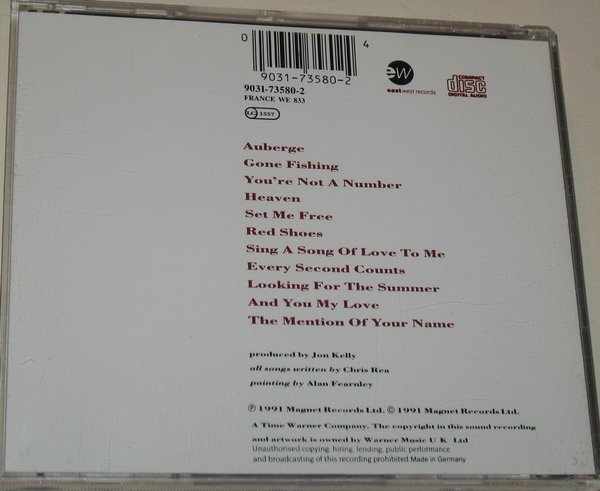 0 4
9031-73580-2
9031-73580-2
FRANCE WE 833
LC 1557
ew
eastwest records
COMPACT
disc
DIGITAL AUDIO
Auberge
Gone Fishing
You're Not A Number
Heaven
Set Me Free
Red Shoes
Sing A Song Of Love To Me
Every Second Counts
Looking For The Summer
And You My Love
The Mention Of Your Name
produced by Jon Kelly
all songs written by Chris Rea
painting by Alan Fearnley
℗ 1991 Magnet Records Ltd. © 1991 Magnet Records Ltd.
A Time Warner Company. The copyright in this sound recording
and artwork is owned by Warner Music U K Ltd
Unauthorised copying, hiring, lending, public performance
and broadcasting of this recording prohibited Made in Germany